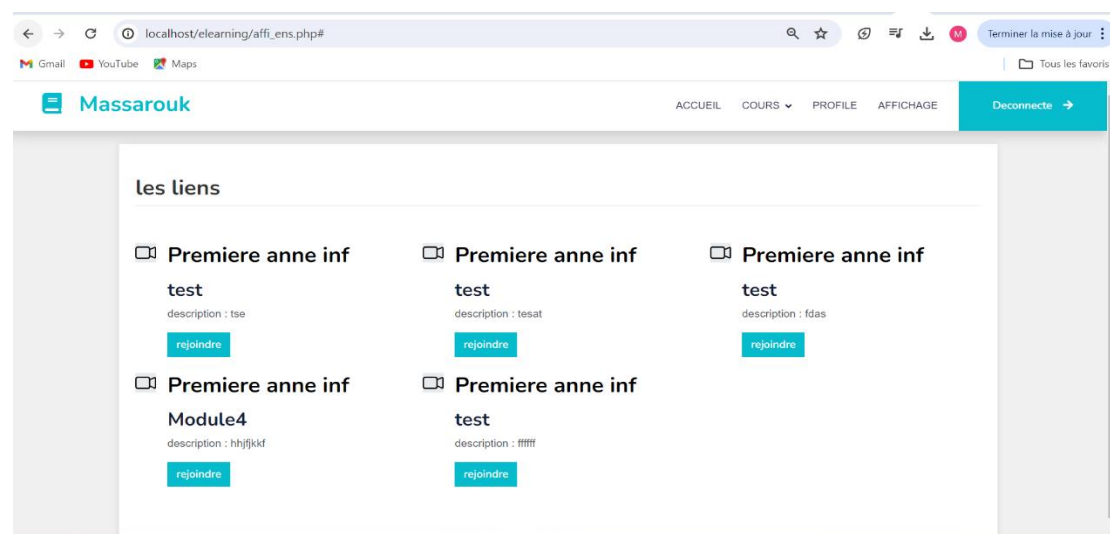 localhost/elearning/affi_ens.php#
M
Terminer la mise à jour
Gmail
YouTube
Maps
Tous les favoris
Massarouk
ACCUEIL
COURS
PROFILE
AFFICHAGE
Deconnecte
les liens
Premiere anne inf
test
description : tse
rejoindre
Premiere anne inf
test
description : tesat
rejoindre
Premiere anne inf
test
description : fdas
rejoindre
Premiere anne inf
Module4
description : hhjfjkkf
rejoindre
Premiere anne inf
test
description : ffffff
rejoindre